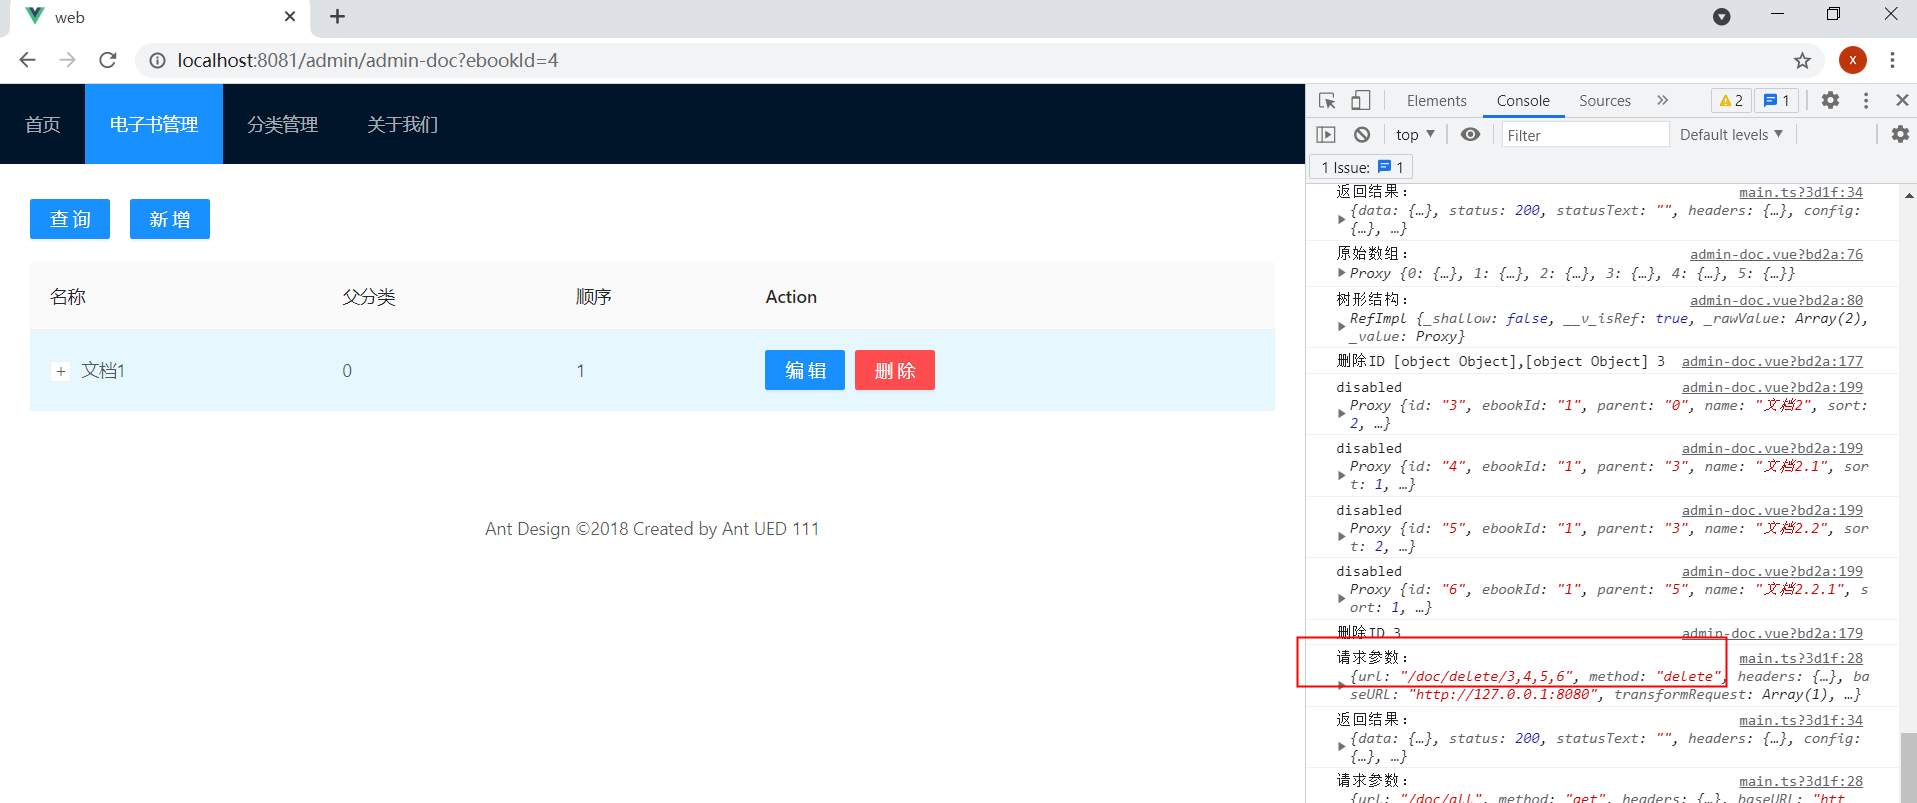 web
localhost:8081/admin/admin-doc?ebookId=4
x
首页 电子书管理 分类管理 关于我们
查 询 新 增
名称 父分类 顺序 Action
+ 文档1 0 1 编 辑 删 除
Ant Design ©2018 Created by Ant UED 111
Elements Console Sources 2 1
top Filter Default levels
1 Issue: 1
返回结果： main.ts?3d1f:34
{data: {…}, status: 200, statusText: "", headers: {…}, config:
{…}, …}
原始数组： admin-doc.vue?bd2a:76
Proxy {0: {…}, 1: {…}, 2: {…}, 3: {…}, 4: {…}, 5: {…}}
树形结构： admin-doc.vue?bd2a:80
RefImpl {_shallow: false, __v_isRef: true, _rawValue: Array(2),
_value: Proxy}
删除ID [object Object],[object Object] 3 admin-doc.vue?bd2a:177
disabled admin-doc.vue?bd2a:199
Proxy {id: "3", ebookId: "1", parent: "0", name: "文档2", sort:
2, …}
disabled admin-doc.vue?bd2a:199
Proxy {id: "4", ebookId: "1", parent: "3", name: "文档2.1", sor
t: 1, …}
disabled admin-doc.vue?bd2a:199
Proxy {id: "5", ebookId: "1", parent: "3", name: "文档2.2", sor
t: 2, …}
disabled admin-doc.vue?bd2a:199
Proxy {id: "6", ebookId: "1", parent: "5", name: "文档2.2.1", s
ort: 1, …}
删除ID 3 admin-doc.vue?bd2a:179
请求参数： main.ts?3d1f:28
{url: "/doc/delete/3,4,5,6", method: "delete", headers: {…}, ba
seURL: "http://127.0.0.1:8080", transformRequest: Array(1), …}
返回结果： main.ts?3d1f:34
{data: {…}, status: 200, statusText: "", headers: {…}, config:
{…}, …}
请求参数： main.ts?3d1f:28
{url: "/doc/all", method: "get", headers: {…}, baseURL: "htt